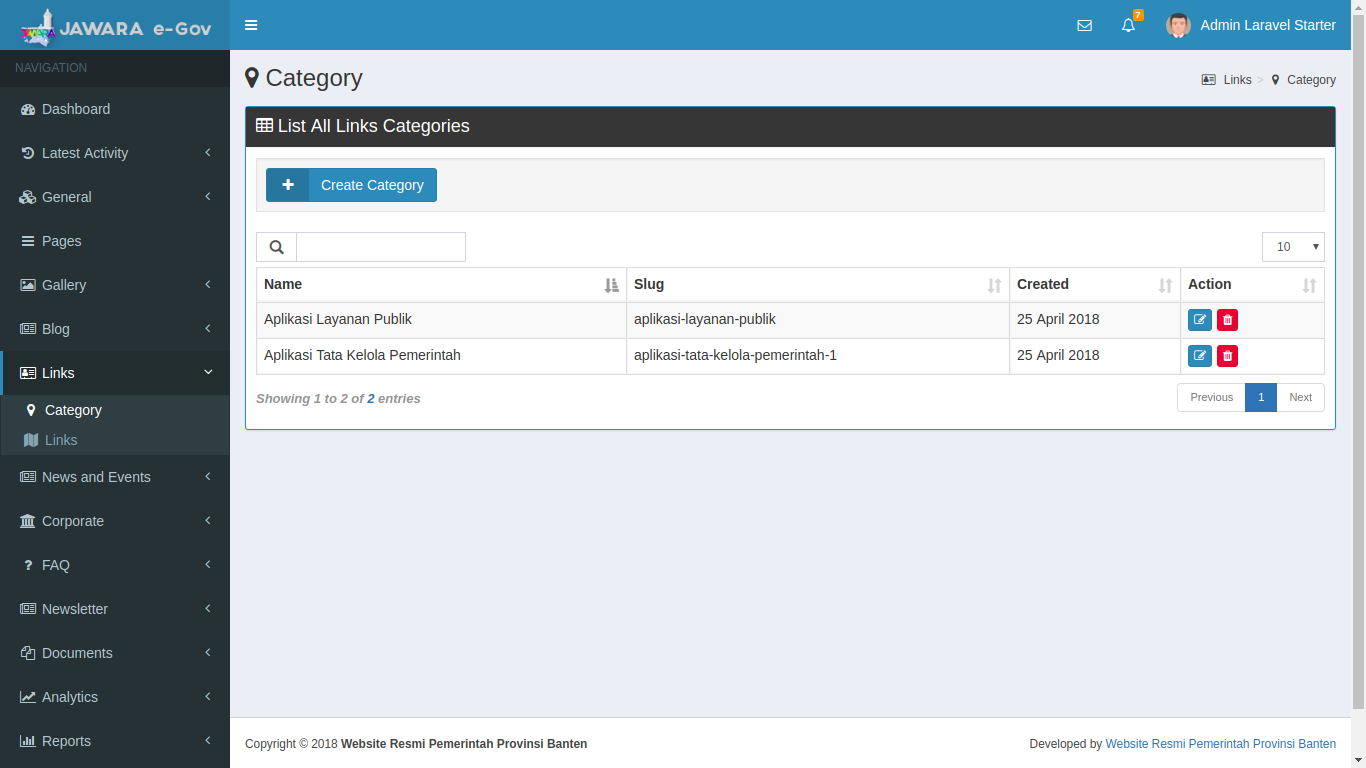 JAWARA e-Gov
7
Admin Laravel Starter
NAVIGATION
Dashboard
Latest Activity
General
Pages
Gallery
Blog
Links
Category
Links
News and Events
Corporate
FAQ
Newsletter
Documents
Analytics
Reports
Category
Links > Category
List All Links Categories
Create Category
10
Name Slug Created Action
Aplikasi Layanan Publik aplikasi-layanan-publik 25 April 2018
Aplikasi Tata Kelola Pemerintah aplikasi-tata-kelola-pemerintah-1 25 April 2018
Showing 1 to 2 of 2 entries
Previous 1 Next
Copyright © 2018 Website Resmi Pemerintah Provinsi Banten
Developed by Website Resmi Pemerintah Provinsi Banten